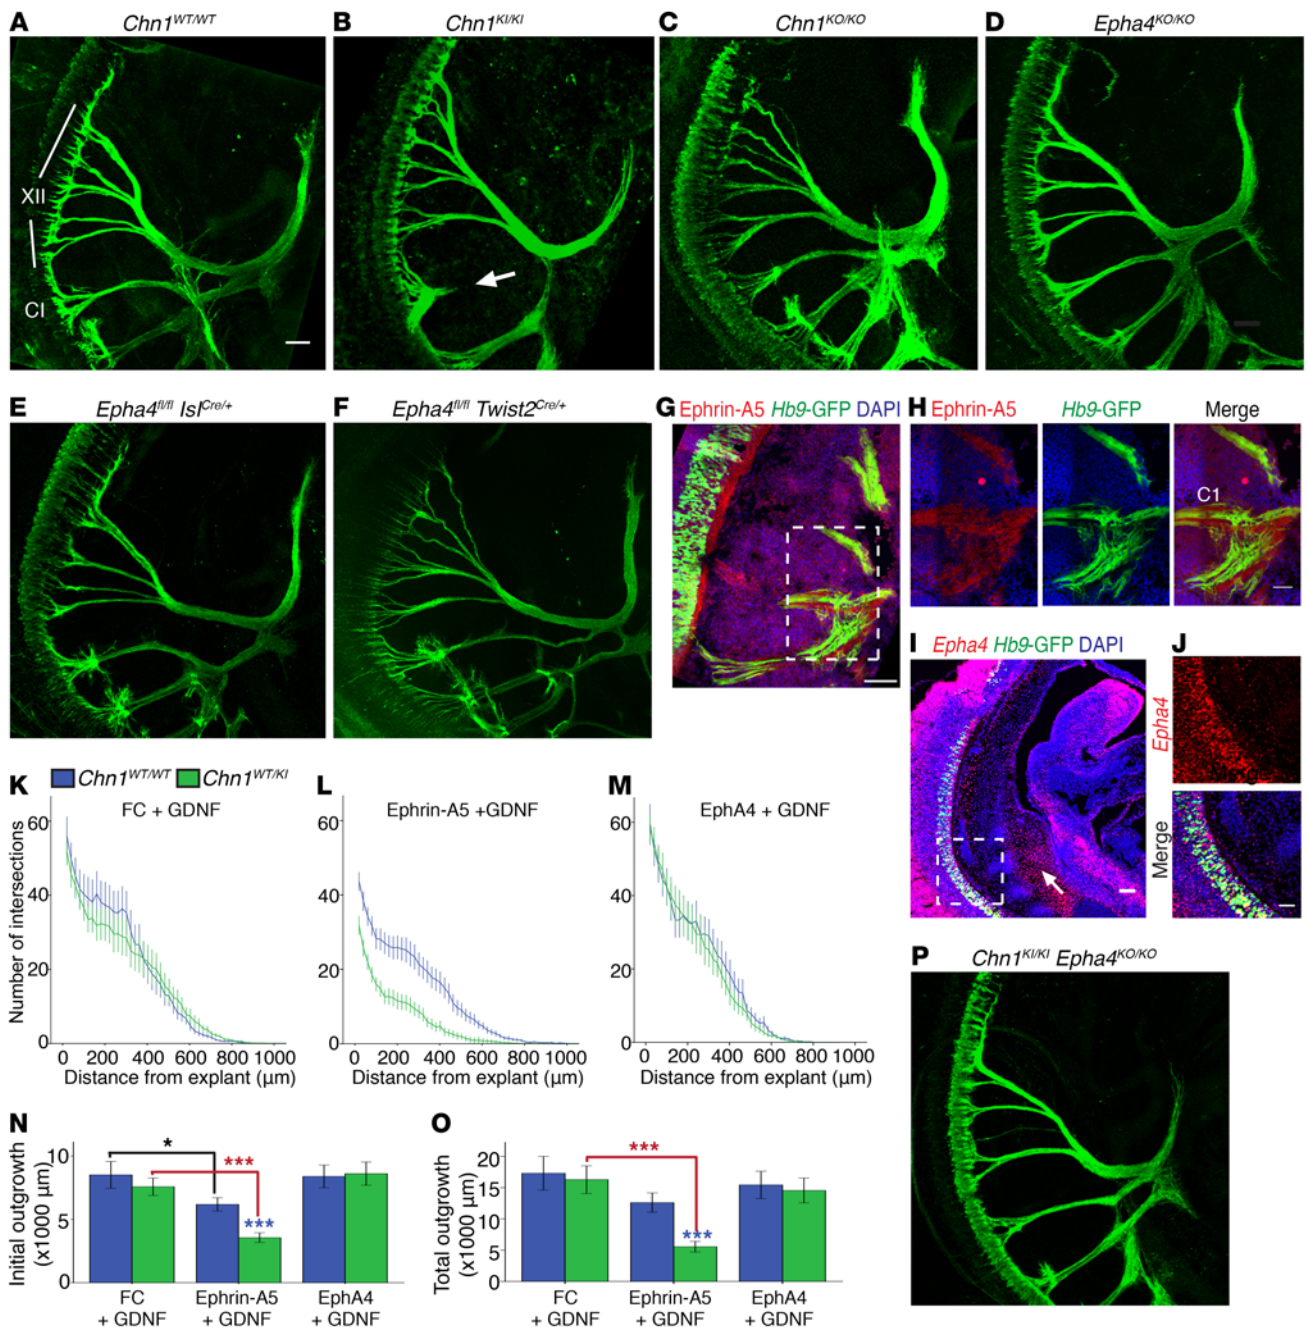 A Chn1WT/WT B Chn1KI/KI C Chn1KO/KO D Epha4KO/KO
XII
CI
E Epha4fl/fl IslCre/+ F Epha4fl/fl Twist2Cre/+ G Ephrin-A5 Hb9-GFP DAPI H Ephrin-A5 Hb9-GFP Merge
C1
I Epha4 Hb9-GFP DAPI J
Epha4
Merge
Chn1WT/WT Chn1WT/KI
K FC + GDNF L Ephrin-A5 +GDNF M EphA4 + GDNF
Number of intersections
60 60 60
40 40 40
20 20 20
0 0 0
0 200 400 600 800 1000 0 200 400 600 800 1000 0 200 400 600 800 1000
Distance from explant (μm) Distance from explant (μm) Distance from explant (μm)
P Chn1KI/KI Epha4KO/KO
N
Initial outgrowth
(x1000 μm)
10
5
0
* *** ***
FC Ephrin-A5 EphA4
+ GDNF + GDNF + GDNF
O
Total outgrowth
(x1000 μm)
20
15
10
5
0
*** ***
FC Ephrin-A5 EphA4
+ GDNF + GDNF + GDNF